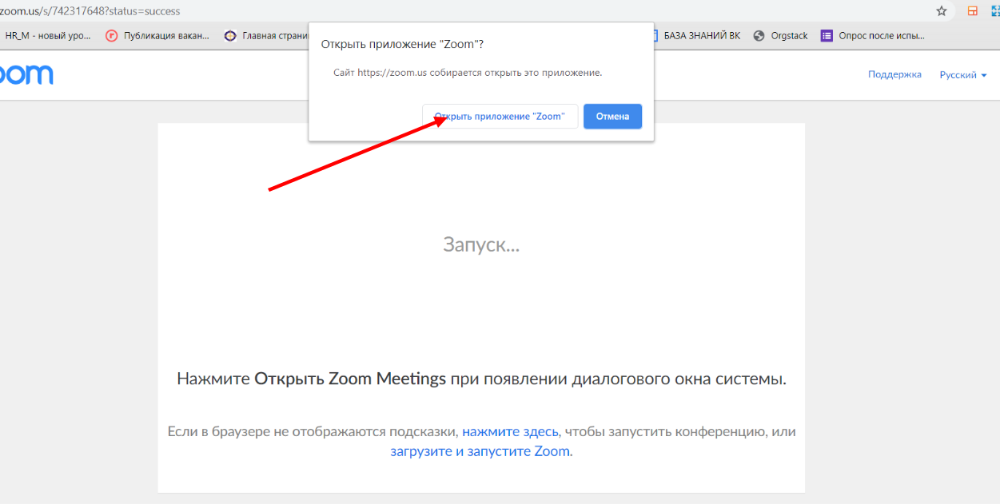 zoom.us/s/742317648?status=success
HR_M - новый уро... Публикация вакан... Главная страни БАЗА ЗНАНИЙ ВК Orgstack Опрос после испы...
Открыть приложение "Zoom"?
Сайт https://zoom.us собирается открыть это приложение.
Открыть приложение "Zoom" Отмена
oom Поддержка Русский
Запуск...
Нажмите Открыть Zoom Meetings при появлении диалогового окна системы.
Если в браузере не отображаются подсказки, нажмите здесь, чтобы запустить конференцию, или
загрузите и запустите Zoom.